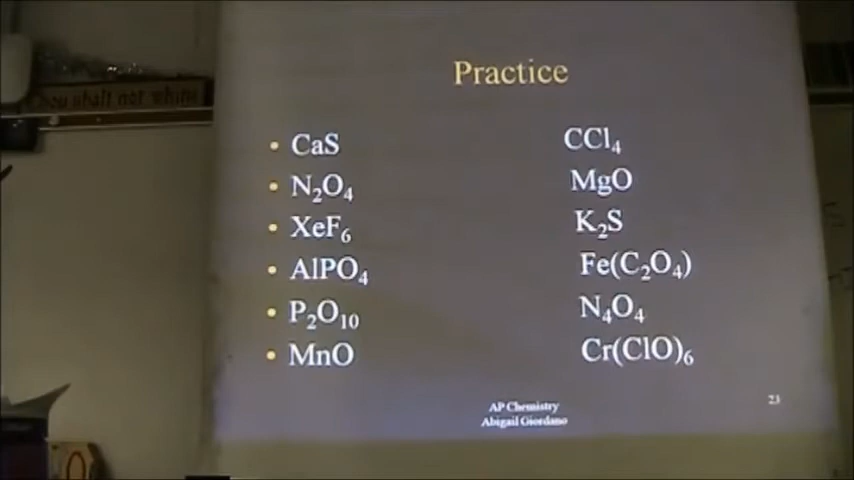 Thou shalt not whine
Practice
• CaS
• N₂O₄
• XeF₆
• AlPO₄
• P₂O₁₀
• MnO
CCl₄
MgO
K₂S
Fe(C₂O₄)
N₄O₄
Cr(ClO)₆
AP Chemistry
Abigail Giordano
23